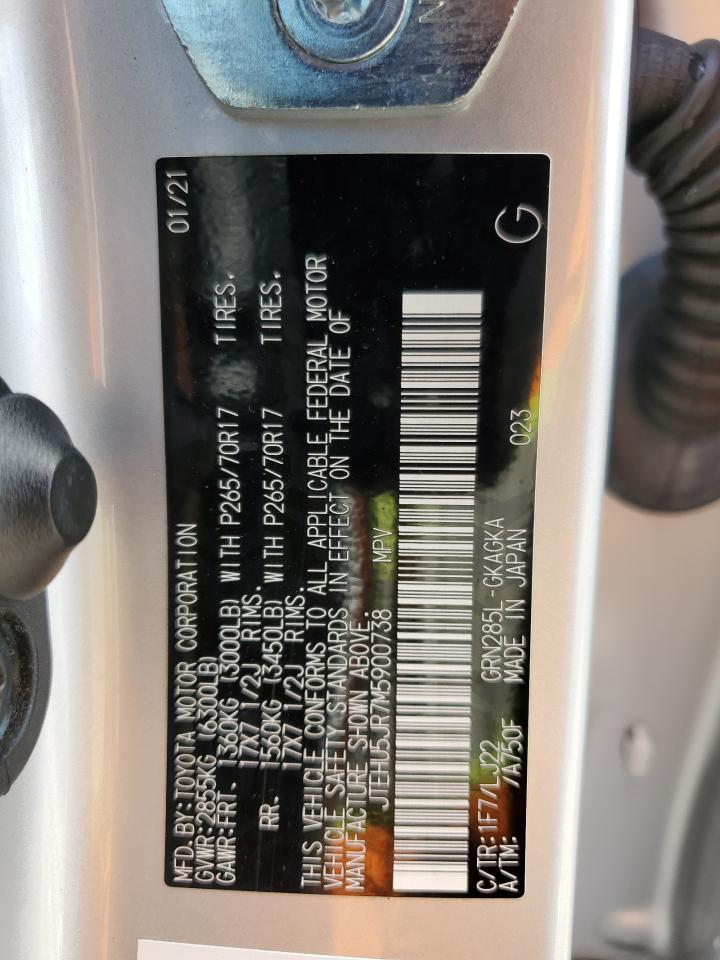 MFD. BY: TOYOTA MOTOR CORPORATION 01/21
GVWR: 2855KG (6300LB)
GAWR: FR. 1360KG (3000LB) WITH P265/70R17 TIRES.
17X7 1/2J RIMS.
RR. 1560KG (3450LB) WITH P265/70R17 TIRES.
17X7 1/2J RIMS.
THIS VEHICLE CONFORMS TO ALL APPLICABLE FEDERAL MOTOR
VEHICLE SAFETY STANDARDS IN EFFECT ON THE DATE OF
MANUFACTURE SHOWN ABOVE.
JTEHU5JR7M5900738 MPV
C/TR: 1F7/LJ22 GRN285L-GKAGKA 023 G
A/TM: /A750F MADE IN JAPAN